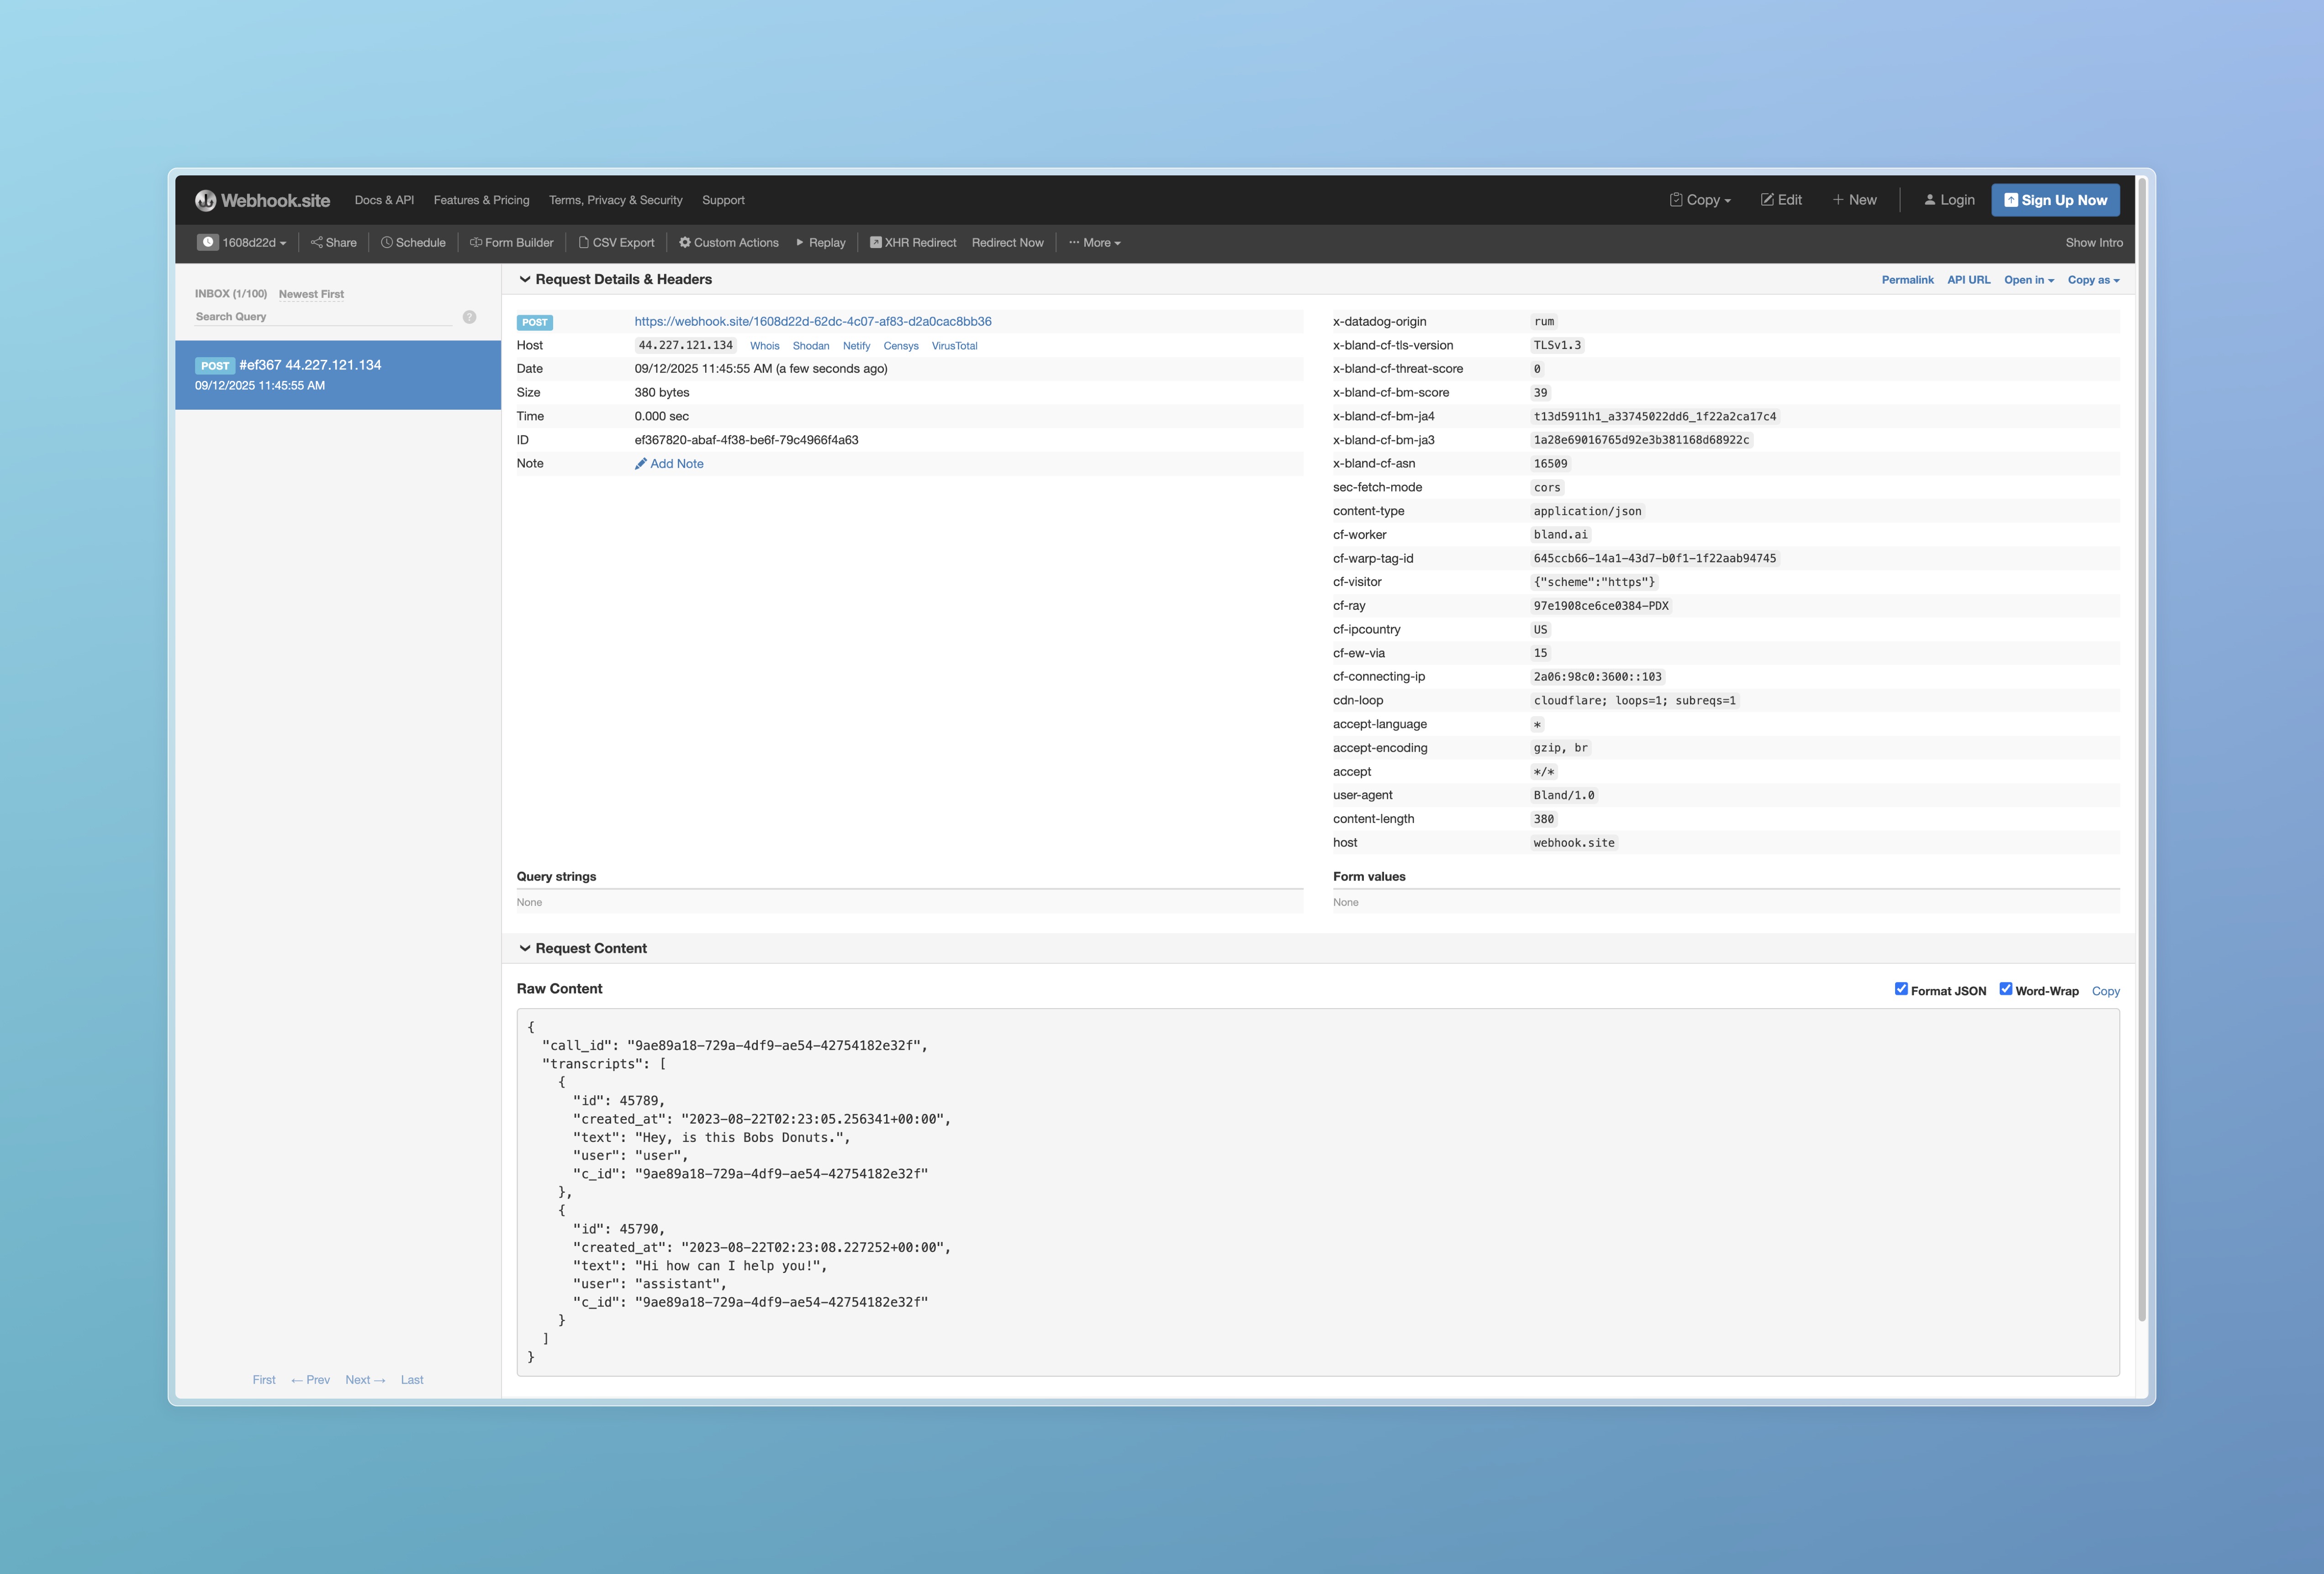 Webhook.site Docs & API Features & Pricing Terms, Privacy & Security Support Copy Edit + New Login Sign Up Now
1608d22d Share Schedule Form Builder CSV Export Custom Actions Replay XHR Redirect Redirect Now ··· More Show Intro
INBOX (1/100) Newest First
Search Query ?
POST #ef367 44.227.121.134
09/12/2025 11:45:55 AM
First ← Prev Next → Last
Request Details & Headers Permalink API URL Open in Copy as
POST https://webhook.site/1608d22d-62dc-4c07-af83-d2a0cac8bb36
Host 44.227.121.134 Whois Shodan Netify Censys VirusTotal
Date 09/12/2025 11:45:55 AM (a few seconds ago)
Size 380 bytes
Time 0.000 sec
ID ef367820-abaf-4f38-be6f-79c4966f4a63
Note Add Note
x-datadog-origin rum
x-bland-cf-tls-version TLSv1.3
x-bland-cf-threat-score 0
x-bland-cf-bm-score 39
x-bland-cf-bm-ja4 t13d5911h1_a33745022dd6_1f22a2ca17c4
x-bland-cf-bm-ja3 1a28e69016765d92e3b381168d68922c
x-bland-cf-asn 16509
sec-fetch-mode cors
content-type application/json
cf-worker bland.ai
cf-warp-tag-id 645ccb66-14a1-43d7-b0f1-1f22aab94745
cf-visitor {"scheme":"https"}
cf-ray 97e1908ce6ce0384-PDX
cf-ipcountry US
cf-ew-via 15
cf-connecting-ip 2a06:98c0:3600::103
cdn-loop cloudflare; loops=1; subreqs=1
accept-language *
accept-encoding gzip, br
accept */*
user-agent Bland/1.0
content-length 380
host webhook.site
Query strings
None
Form values
None
Request Content
Raw Content Format JSON Word-Wrap Copy
{
"call_id": "9ae89a18-729a-4df9-ae54-42754182e32f",
"transcripts": [
{
"id": 45789,
"created_at": "2023-08-22T02:23:05.256341+00:00",
"text": "Hey, is this Bobs Donuts.",
"user": "user",
"c_id": "9ae89a18-729a-4df9-ae54-42754182e32f"
},
{
"id": 45790,
"created_at": "2023-08-22T02:23:08.227252+00:00",
"text": "Hi how can I help you!",
"user": "assistant",
"c_id": "9ae89a18-729a-4df9-ae54-42754182e32f"
}
]
}